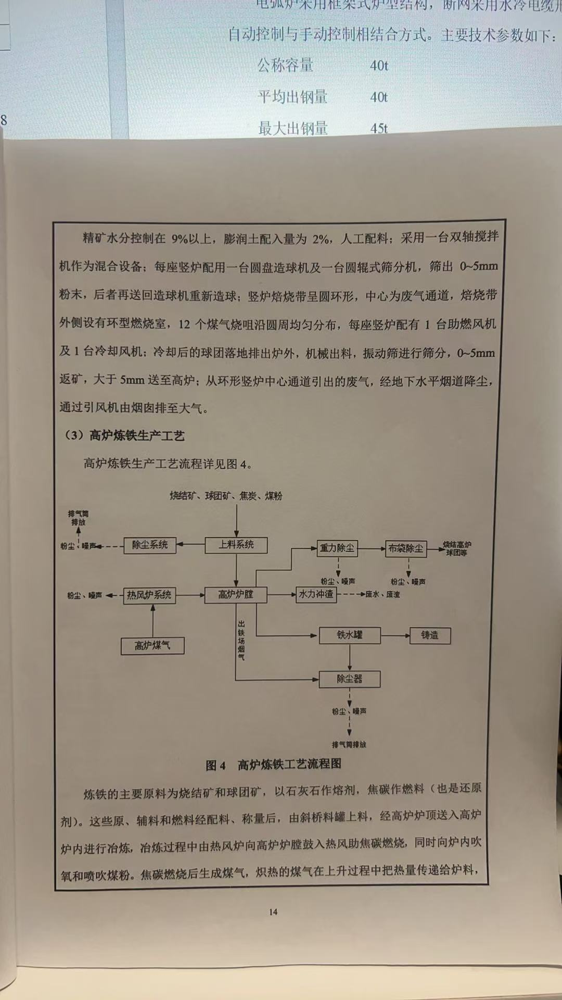 电弧炉采用框架式炉型结构，断网采用水冷电缆
自动控制与手动控制相结合方式。主要技术参数如下：
公称容量 40t
平均出钢量 40t
8
最大出钢量 45t
精矿水分控制在 9%以上，膨润土配入量为 2%，人工配料；采用一台双轴搅拌
机作为混合设备；每座竖炉配用一台圆盘造球机及一台圆辊式筛分机，筛出 0~5mm
粉末，后者再送回造球机重新造球；竖炉焙烧带呈圆环形，中心为废气通道，焙烧带
外侧设有环型燃烧室，12 个煤气烧咀沿圆周均匀分布，每座竖炉配有 1 台助燃风机
及 1 台冷却风机；冷却后的球团落地排出炉外，机械出料，振动筛进行筛分，0~5mm
返矿，大于 5mm 送至高炉；从环形竖炉中心通道引出的废气，经地下水平烟道降尘，
通过引风机由烟囱排至大气。
（3）高炉炼铁生产工艺
高炉炼铁生产工艺流程详见图 4。
烧结矿、球团矿、焦炭、煤粉
排气筒
排放
粉尘、噪声
除尘系统
上料系统
重力除尘
布袋除尘
烧结高炉
球团等
粉尘、噪声
粉尘、噪声
粉尘、噪声
热风炉系统
高炉炉膛
水力冲渣
废水、废渣
出铁场烟气
铁水罐
铸造
高炉煤气
除尘器
粉尘、噪声
排气筒排放
图 4 高炉炼铁工艺流程图
炼铁的主要原料为烧结矿和球团矿，以石灰石作熔剂，焦碳作燃料（也是还原
剂）。这些原、辅料和燃料经配料、称量后，由斜桥料罐上料，经高炉炉顶送入高炉
炉内进行冶炼，冶炼过程中由热风炉向高炉炉膛鼓入热风助焦碳燃烧，同时向炉内吹
氧和喷吹煤粉。焦碳燃烧后生成煤气，炽热的煤气在上升过程中把热量传递给炉料，
14